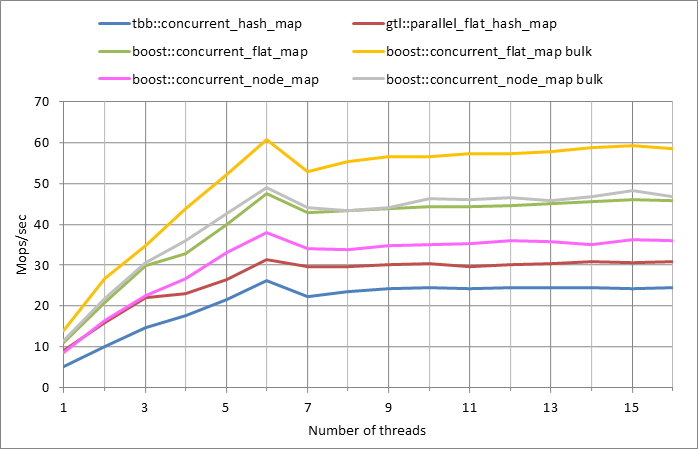 tbb::concurrent_hash_map gtl::parallel_flat_hash_map
boost::concurrent_flat_map boost::concurrent_flat_map bulk
boost::concurrent_node_map boost::concurrent_node_map bulk
70
60
50
40
30
20
10
0
Mops/sec
1 3 5 7 9 11 13 15
Number of threads